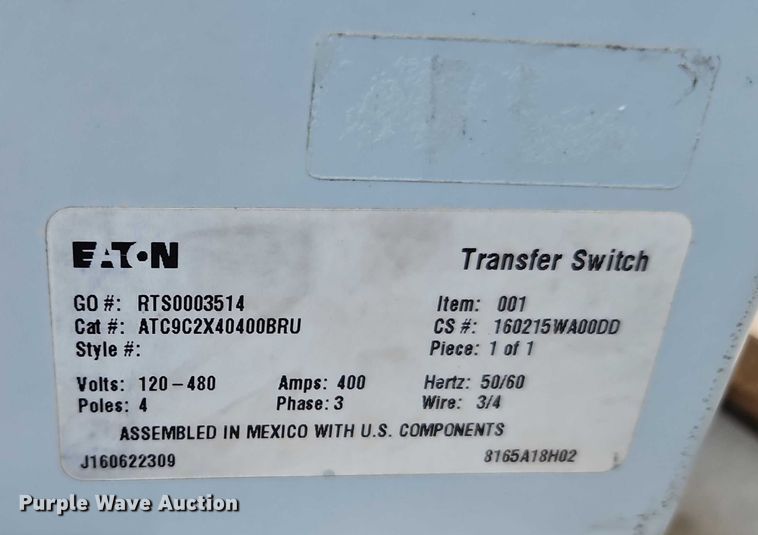 EATON
Transfer Switch
GO #: RTS0003514 Item: 001
Cat #: ATC9C2X40400BRU CS #: 160215WA00DD
Style #: Piece: 1 of 1
Volts: 120-480 Amps: 400 Hertz: 50/60
Poles: 4 Phase: 3 Wire: 3/4
ASSEMBLED IN MEXICO WITH U.S. COMPONENTS
J160622309 8165A18H02
Purple Wave Auction